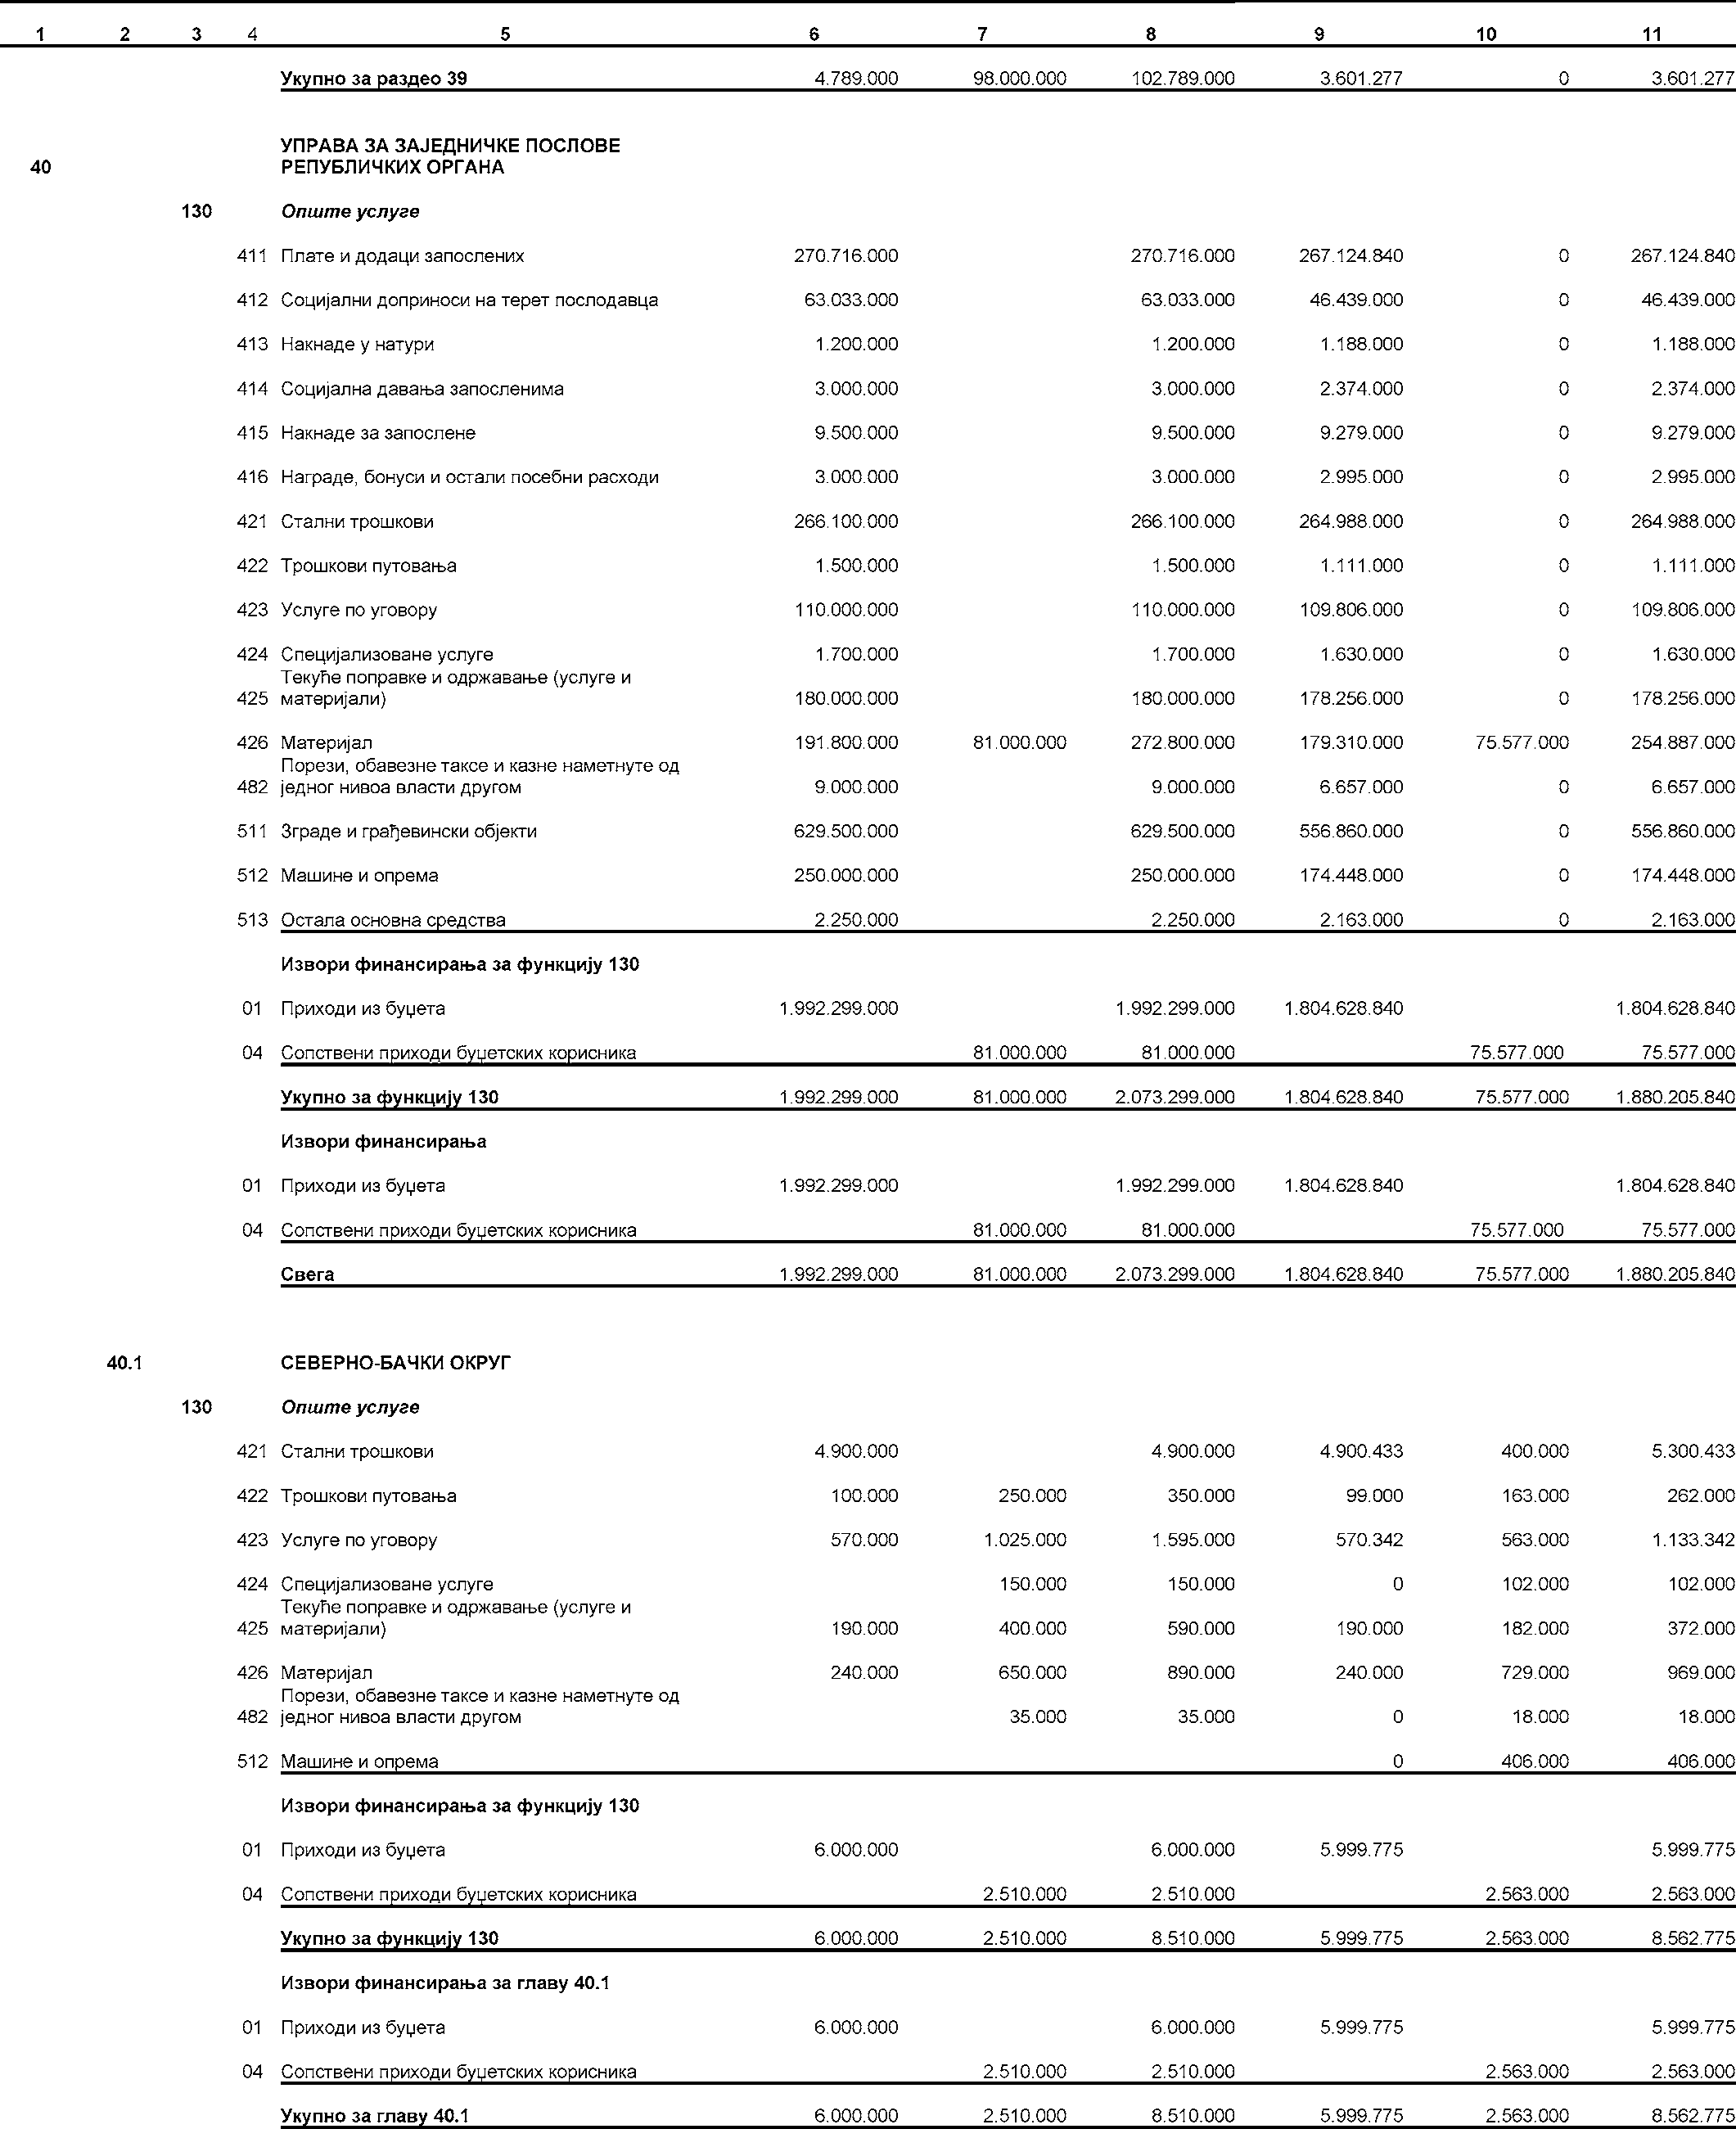 1 2 3 4 5 6 7 8 9 10 11
Укупно за раздео 39 4.789.000 98.000.000 102.789.000 3.601.277 0 3.601.277
УПРАВА ЗА ЗАЈЕДНИЧКЕ ПОСЛОВЕ
40 РЕПУБЛИЧКИХ ОРГАНА
130 Опште услуге
411 Плате и додаци запослених 270.716.000 270.716.000 267.124.840 0 267.124.840
412 Социјални доприноси на терет послодавца 63.033.000 63.033.000 46.439.000 0 46.439.000
413 Накнаде у натури 1.200.000 1.200.000 1.188.000 0 1.188.000
414 Социјална давања запосленима 3.000.000 3.000.000 2.374.000 0 2.374.000
415 Накнаде за запослене 9.500.000 9.500.000 9.279.000 0 9.279.000
416 Награде, бонуси и остали посебни расходи 3.000.000 3.000.000 2.995.000 0 2.995.000
421 Стални трошкови 266.100.000 266.100.000 264.988.000 0 264.988.000
422 Трошкови путовања 1.500.000 1.500.000 1.111.000 0 1.111.000
423 Услуге по уговору 110.000.000 110.000.000 109.806.000 0 109.806.000
424 Специјализоване услуге 1.700.000 1.700.000 1.630.000 0 1.630.000
Текуће поправке и одржавање (услуге и
425 материјали) 180.000.000 180.000.000 178.256.000 0 178.256.000
426 Материјал 191.800.000 81.000.000 272.800.000 179.310.000 75.577.000 254.887.000
Порези, обавезне таксе и казне наметнуте од
482 једног нивоа власти другом 9.000.000 9.000.000 6.657.000 0 6.657.000
511 Зграде и грађевински објекти 629.500.000 629.500.000 556.860.000 0 556.860.000
512 Машине и опрема 250.000.000 250.000.000 174.448.000 0 174.448.000
513 Остала основна средства 2.250.000 2.250.000 2.163.000 0 2.163.000
Извори финансирања за функцију 130
01 Приходи из буџета 1.992.299.000 1.992.299.000 1.804.628.840 1.804.628.840
04 Сопствени приходи буџетских корисника 81.000.000 81.000.000 75.577.000 75.577.000
Укупно за функцију 130 1.992.299.000 81.000.000 2.073.299.000 1.804.628.840 75.577.000 1.880.205.840
Извори финансирања
01 Приходи из буџета 1.992.299.000 1.992.299.000 1.804.628.840 1.804.628.840
04 Сопствени приходи буџетских корисника 81.000.000 81.000.000 75.577.000 75.577.000
Свега 1.992.299.000 81.000.000 2.073.299.000 1.804.628.840 75.577.000 1.880.205.840
40.1 СЕВЕРНО-БАЧКИ ОКРУГ
130 Опште услуге
421 Стални трошкови 4.900.000 4.900.000 4.900.433 400.000 5.300.433
422 Трошкови путовања 100.000 250.000 350.000 99.000 163.000 262.000
423 Услуге по уговору 570.000 1.025.000 1.595.000 570.342 563.000 1.133.342
424 Специјализоване услуге 150.000 150.000 0 102.000 102.000
Текуће поправке и одржавање (услуге и
425 материјали) 190.000 400.000 590.000 190.000 182.000 372.000
426 Материјал 240.000 650.000 890.000 240.000 729.000 969.000
Порези, обавезне таксе и казне наметнуте од
482 једног нивоа власти другом 35.000 35.000 0 18.000 18.000
512 Машине и опрема 0 406.000 406.000
Извори финансирања за функцију 130
01 Приходи из буџета 6.000.000 6.000.000 5.999.775 5.999.775
04 Сопствени приходи буџетских корисника 2.510.000 2.510.000 2.563.000 2.563.000
Укупно за функцију 130 6.000.000 2.510.000 8.510.000 5.999.775 2.563.000 8.562.775
Извори финансирања за главу 40.1
01 Приходи из буџета 6.000.000 6.000.000 5.999.775 5.999.775
04 Сопствени приходи буџетских корисника 2.510.000 2.510.000 2.563.000 2.563.000
Укупно за главу 40.1 6.000.000 2.510.000 8.510.000 5.999.775 2.563.000 8.562.775